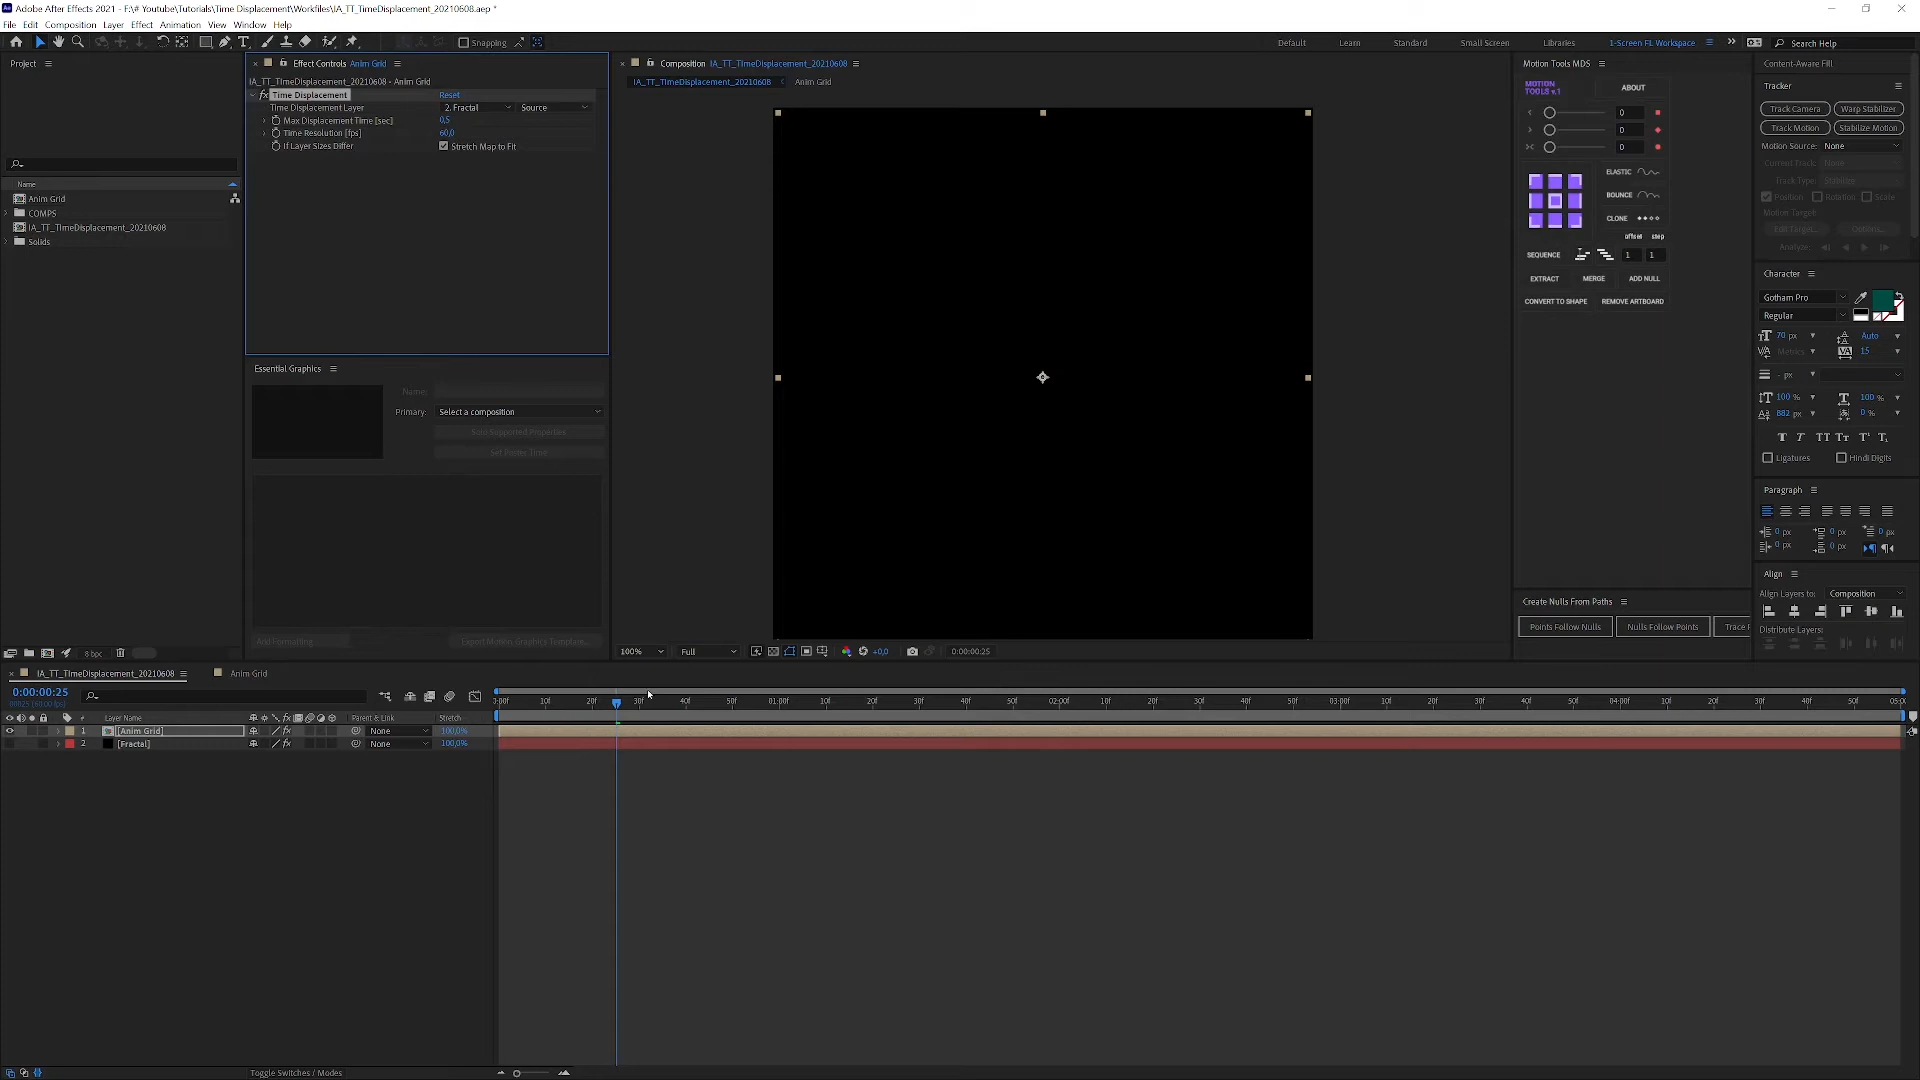 Adobe After Effects 2021 - F:\# Youtube\Tutorials\Time Displacement\Workfiles\IA_TT_TimeDisplacement_20210608.aep *
File Edit Composition Layer Effect Animation View Window Help
Snapping
Default Learn Standard Small Screen Libraries 1-Screen FIL Workspace Search Help
Project
Effect Controls Anim Grid
IA_TT_TImeDisplacement_20210608 • Anim Grid
fx Time Displacement Reset
Time Displacement Layer 2. Fractal Source
Max Displacement Time [sec] 0,5
Time Resolution [fps] 60,0
If Layer Sizes Differ Stretch Map to Fit
Name
Anim Grid
COMPS
IA_TT_TImeDisplacement_20210608
Solids
8 bpc
Essential Graphics
Name:
Primary: Select a composition
Solo Supported Properties
Set Poster Time
Add Formatting
Export Motion Graphics Template...
Composition IA_TT_TImeDisplacement_20210608
IA_TT_TImeDisplacement_20210608 Anim Grid
100% Full +0,0 0:00:00:25
Motion Tools MDS
MOTION TOOLS v.1 ABOUT
0
0
0
ELASTIC
BOUNCE
CLONE
offset step
SEQUENCE 1 1
EXTRACT MERGE ADD NULL
CONVERT TO SHAPE REMOVE ARTBOARD
Create Nulls From Paths
Points Follow Nulls Nulls Follow Points Trace P
Content-Aware Fill
Tracker
Track Camera Warp Stabilizer
Track Motion Stabilize Motion
Motion Source: None
Current Track: None
Track Type: Stabilize
Position Rotation Scale
Motion Target:
Edit Target... Options...
Analyze:
Character
Gotham Pro
Regular
70 px Auto
Metrics 15
- px
100 % 100 %
882 px 0 %
T T TT Tt T¹ T₁
Ligatures Hindi Digits
Paragraph
0 px 0 px 0 px
0 px 0 px
Align
Align Layers to: Composition
Distribute Layers:
IA_TT_TImeDisplacement_20210608 Anim Grid
0:00:00:25
00025 (60.00 fps)
:00f 10f 20f 30f 40f 50f 01:00f 10f 20f 30f 40f 50f 02:00f 10f 20f 30f 40f 50f 03:00f 10f 20f 30f 40f 50f 04:00f 10f 20f 30f 40f 50f 05:00
# Layer Name Parent & Link Stretch
1 [Anim Grid] None 100,0%
2 [Fractal] None 100,0%
Toggle Switches / Modes